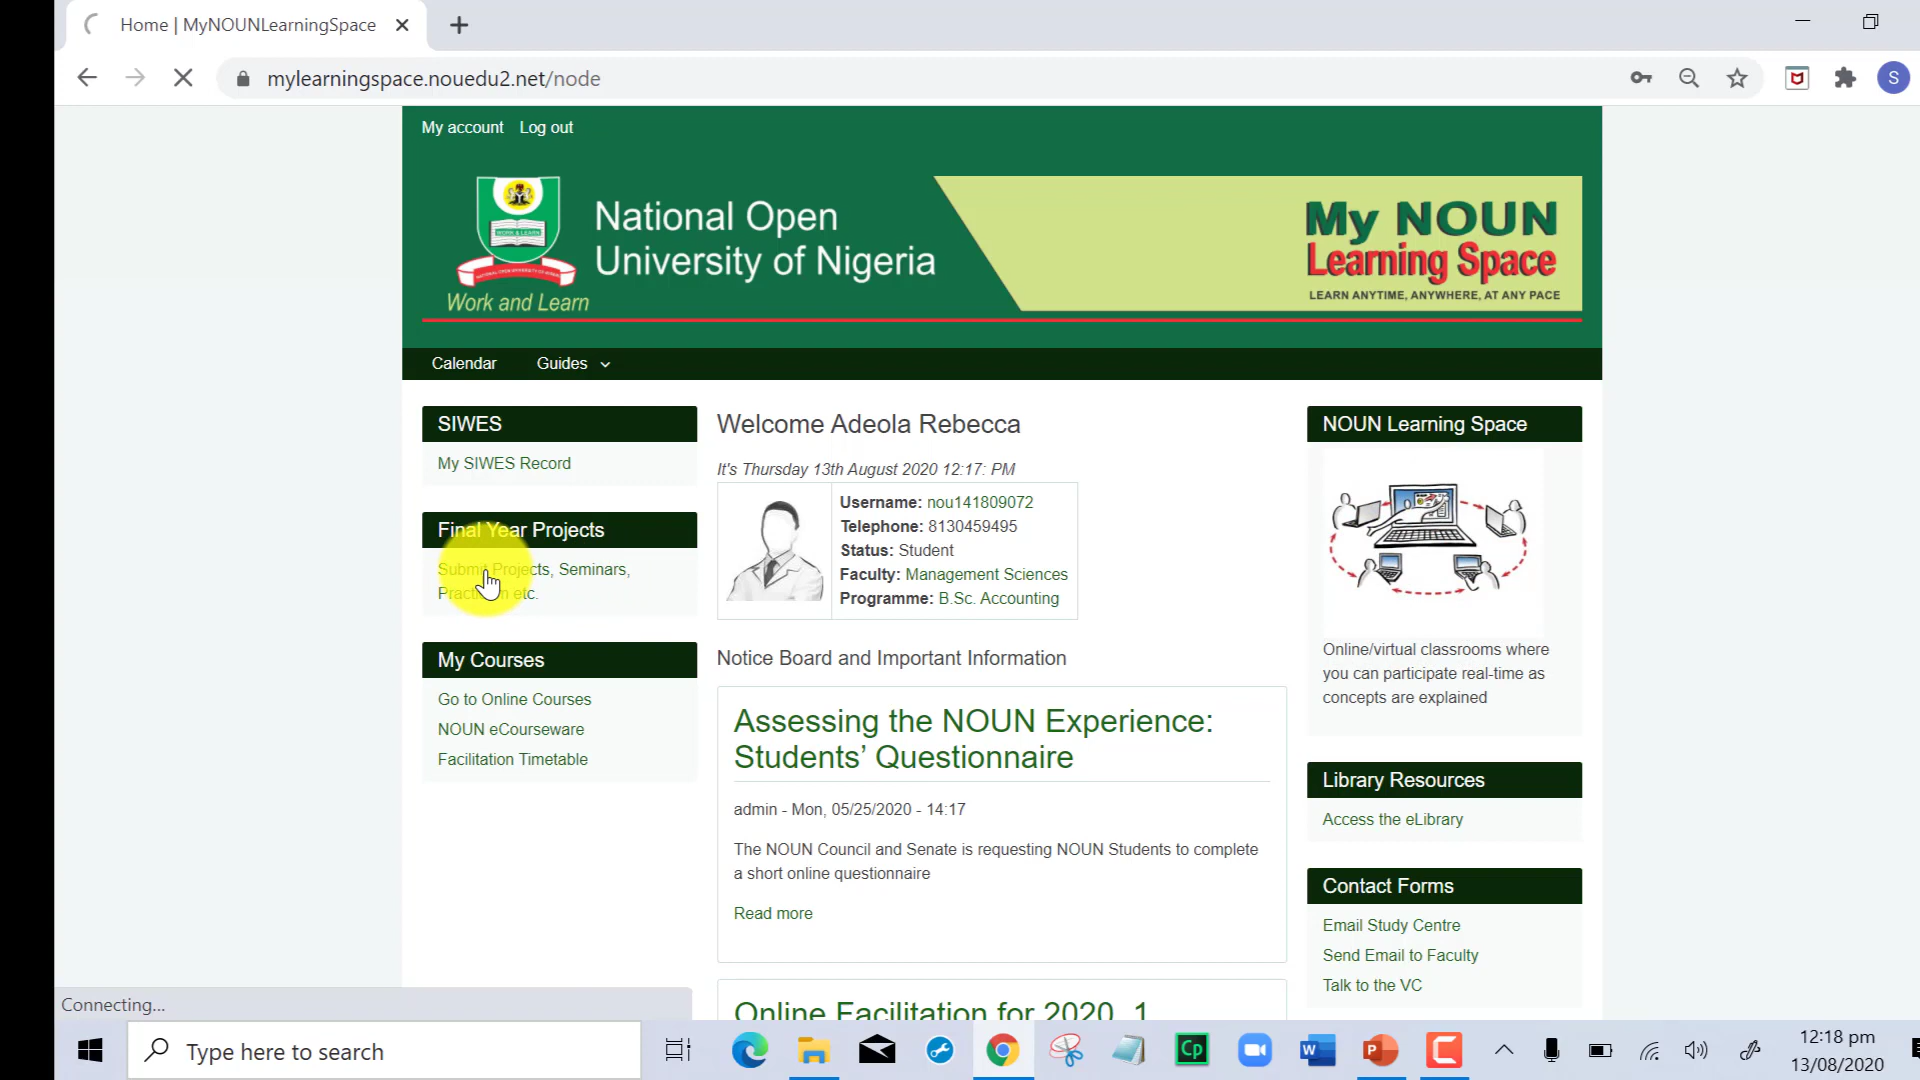 Home | MyNOUNLearningSpace
mylearningspace.nouedu2.net/node
S
My account Log out
National Open
University of Nigeria
Work and Learn
My NOUN
Learning Space
LEARN ANYTIME, ANYWHERE, AT ANY PACE
Calendar Guides
SIWES
My SIWES Record
Final Year Projects
Submit Projects, Seminars,
etc.
My Courses
Go to Online Courses
NOUN eCourseware
Facilitation Timetable
Welcome Adeola Rebecca
It's Thursday 13th August 2020 12:17: PM
Username: nou141809072
Telephone: 8130459495
Status: Student
Faculty: Management Sciences
Programme: B.Sc. Accounting
Notice Board and Important Information
Assessing the NOUN Experience:
Students’ Questionnaire
admin - Mon, 05/25/2020 - 14:17
The NOUN Council and Senate is requesting NOUN Students to complete
a short online questionnaire
Read more
Online Facilitation for 2020_1
NOUN Learning Space
Online/virtual classrooms where
you can participate real-time as
concepts are explained
Library Resources
Access the eLibrary
Contact Forms
Email Study Centre
Send Email to Faculty
Talk to the VC
Connecting...
Type here to search
Cp
W
P
C
12:18 pm
13/08/2020